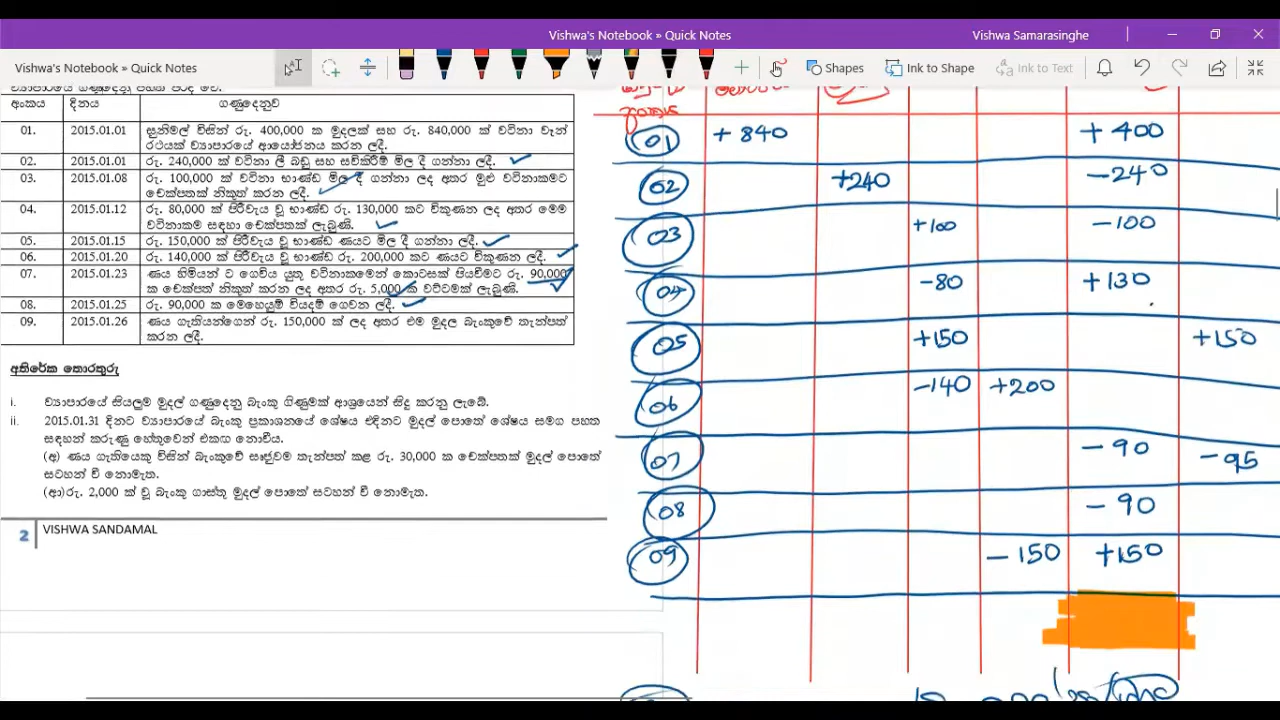 Vishwa's Notebook » Quick Notes
Vishwa Samarasinghe
Vishwa's Notebook » Quick Notes
Shapes
Ink to Shape
Ink to Text
ව්‍යාපාරයේ ගණුදෙනු පහත පරිදි වේ.
අංකය දිනය ගණුදෙනුව
01. 2015.01.01 සුනිමල් විසින් රු. 400,000 ක මුදලක් සහ රු. 840,000 ක් වටිනා වෑන්
රථයක් ව්‍යාපාරයේ ආයෝජනය කරන ලදී.
02. 2015.01.01 රු. 240,000 ක් වටිනා ලී බඩු සහ සවිකිරීම් මිල දී ගන්නා ලදී.
03. 2015.01.08 රු. 100,000 ක් වටිනා භාණ්ඩ මිල දී ගන්නා ලද අතර මුළු වටිනාකමට
චෙක්පතක් නිකුත් කරන ලදී.
04. 2015.01.12 රු. 80,000 ක් පිරිවැය වූ භාණ්ඩ රු. 130,000 කට විකුණන ලද අතර මෙම
වටිනාකම සඳහා චෙක්පතක් ලැබුණි.
05. 2015.01.15 රු. 150,000 ක් පිරිවැය වූ භාණ්ඩ ණයට මිල දී ගන්නා ලදී.
06. 2015.01.20 රු. 140,000 ක් පිරිවැය වූ භාණ්ඩ රු. 200,000 කට ණයට විකුණන ලදී.
07. 2015.01.23 ණය හිමියන් ට ගෙවිය යුතු වටිනාකමෙන් කොටසක් පියවීමට රු. 90,000
ක චෙක්පත් නිකුත් කරන ලද අතර රු. 5,000 ක වට්ටමක් ලැබුණි.
08. 2015.01.25 රු. 90,000 ක මෙහෙයුම් වියදම් ගෙවන ලදී.
09. 2015.01.26 ණය ගැතියන්ගෙන් රු. 150,000 ක් ලද අතර එම මුදල බැංකුවේ තැන්පත්
කරන ලදී.
අතිරේක තොරතුරු
i. ව්‍යාපාරයේ සියලුම මුදල් ගණුදෙනු බැංකු ගිණුමක් ආශ්‍රයෙන් සිදු කරනු ලැබේ.
ii. 2015.01.31 දිනට ව්‍යාපාරයේ බැංකු ප්‍රකාශනයේ ශේෂය එදිනට මුදල් පොතේ ශේෂය සමග පහත
සඳහන් කරුණු හේතුවෙන් එකඟ නොවීය.
(අ) ණය ගැතියෙකු විසින් බැංකුවේ සෘජුවම තැන්පත් කළ රු. 30,000 ක චෙක්පතක් මුදල් පොතේ
සටහන් වී නොමැත.
(ආ) රු. 2,000 ක් වූ බැංකු ගාස්තු මුදල් පොතේ සටහන් වී නොමැත.
2 VISHWA SANDAMAL
01 +840 +400
02 +240 -240
03 +100 -100
04 -80 +130
05 +150 +150
06 -140 +200
07 -90 -95
08 -90
09 -150 +150